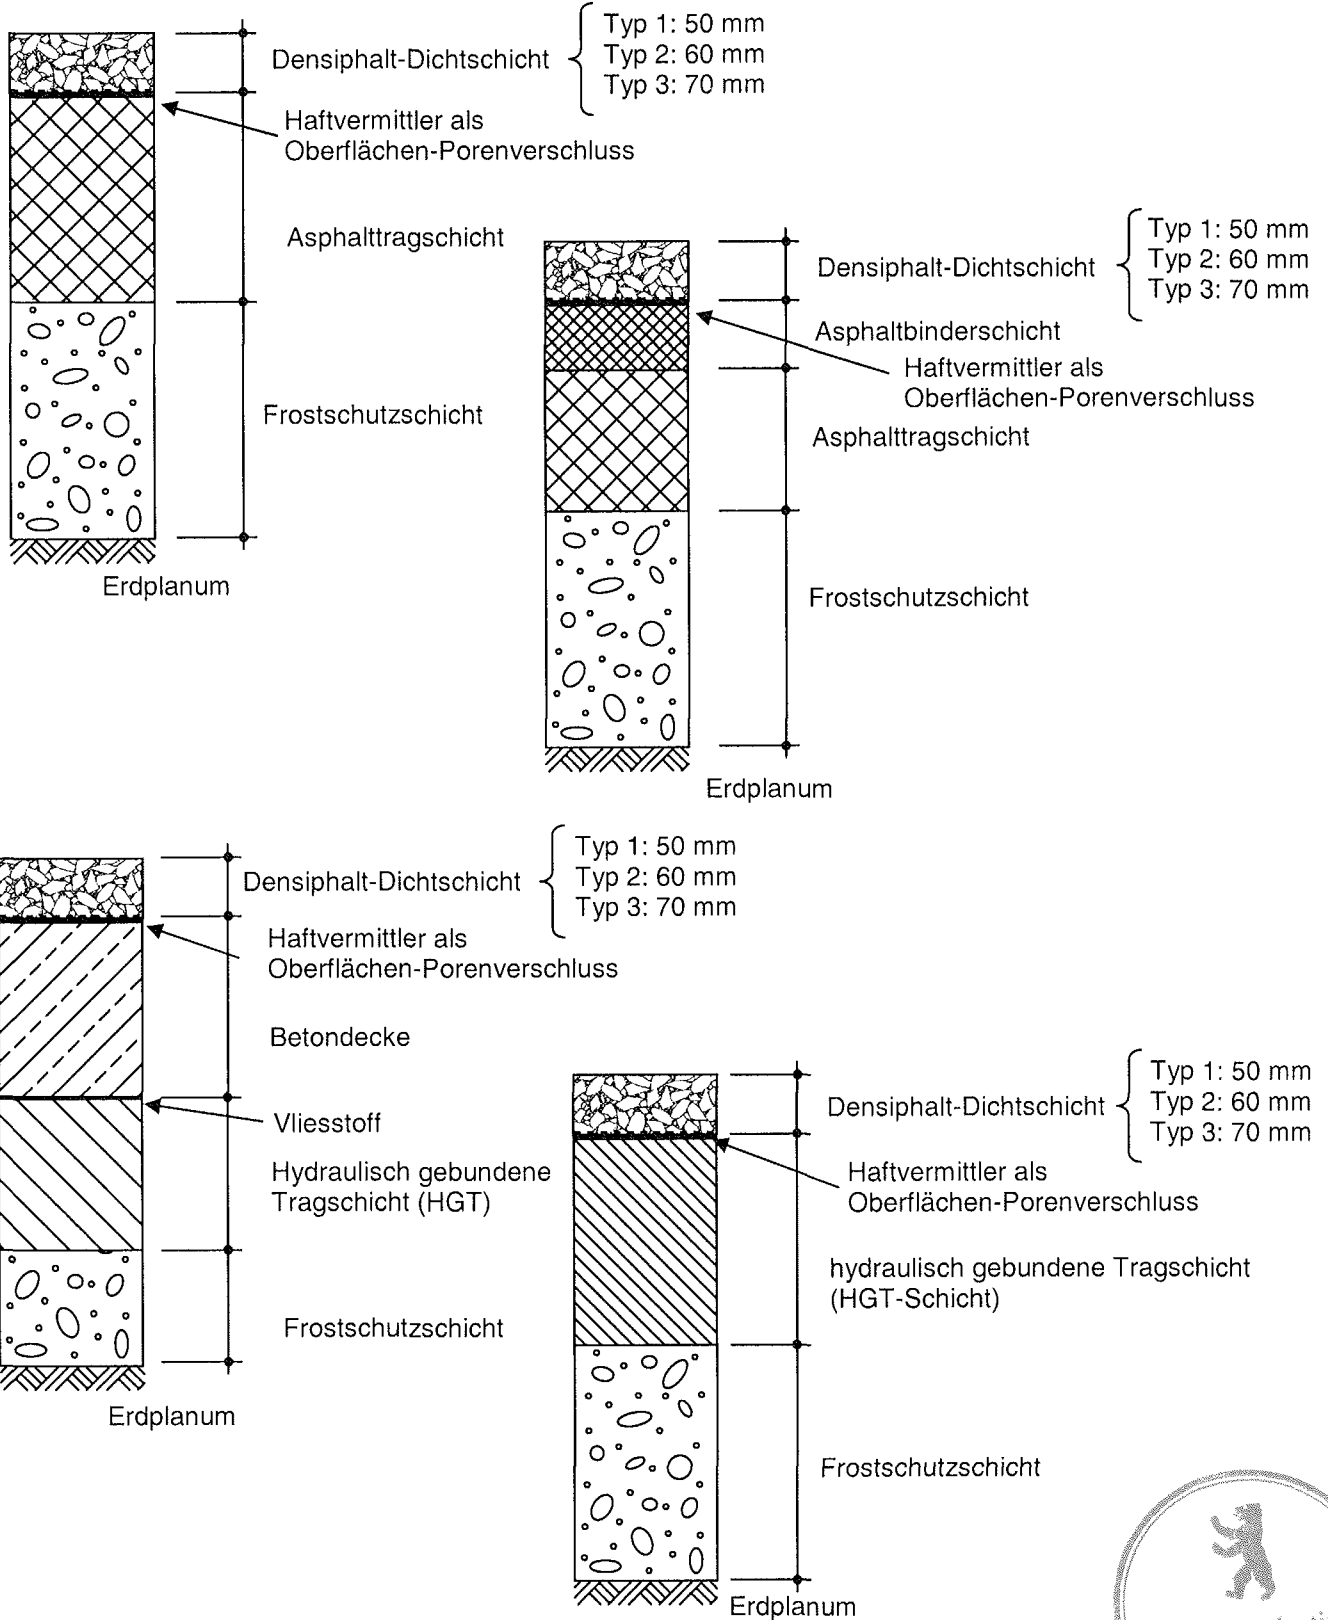 Densiphalt-Dichtschicht
Typ 1: 50 mm
Typ 2: 60 mm
Typ 3: 70 mm
Haftvermittler als
Oberflächen-Porenverschluss
Asphalttragschicht
Frostschutzschicht
Erdplanum
Densiphalt-Dichtschicht
Typ 1: 50 mm
Typ 2: 60 mm
Typ 3: 70 mm
Asphaltbinderschicht
Haftvermittler als
Oberflächen-Porenverschluss
Asphalttragschicht
Frostschutzschicht
Erdplanum
Densiphalt-Dichtschicht
Typ 1: 50 mm
Typ 2: 60 mm
Typ 3: 70 mm
Haftvermittler als
Oberflächen-Porenverschluss
Betondecke
Vliesstoff
Hydraulisch gebundene
Tragschicht (HGT)
Frostschutzschicht
Erdplanum
Densiphalt-Dichtschicht
Typ 1: 50 mm
Typ 2: 60 mm
Typ 3: 70 mm
Haftvermittler als
Oberflächen-Porenverschluss
hydraulisch gebundene Tragschicht
(HGT-Schicht)
Frostschutzschicht
Erdplanum